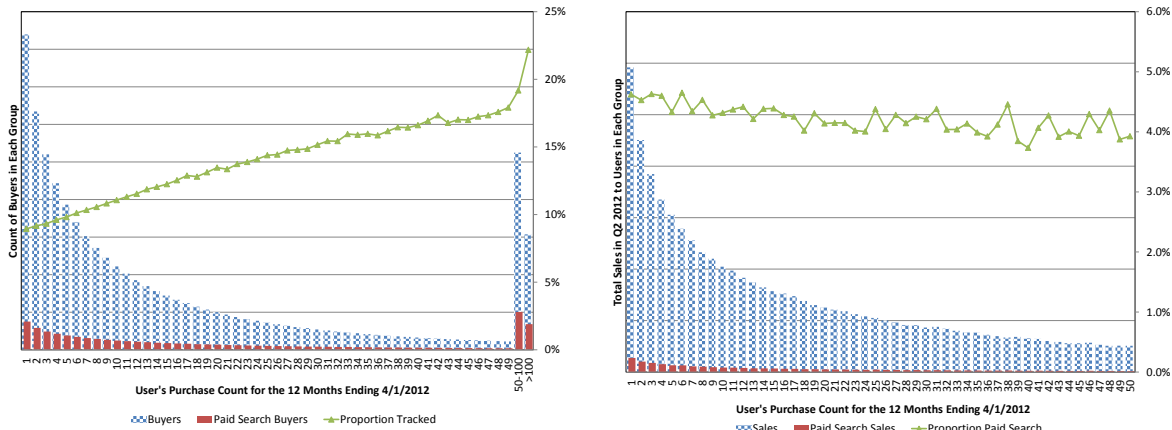 25%
20%
15%
10%
5%
0%
Count of Buyers in Each Group
1 2 3 4 5 6 7 8 9 10 11 12 13 14 15 16 17 18 19 20 21 22 23 24 25 26 27 28 29 30 31 32 33 34 35 36 37 38 39 40 41 42 43 44 45 46 47 48 49 50-100 >100
User's Purchase Count for the 12 Months Ending 4/1/2012
Buyers Paid Search Buyers Proportion Tracked
6.0%
5.0%
4.0%
3.0%
2.0%
1.0%
0.0%
Total Sales in Q2 2012 to Users in Each Group
1 2 3 4 5 6 7 8 9 10 11 12 13 14 15 16 17 18 19 20 21 22 23 24 25 26 27 28 29 30 31 32 33 34 35 36 37 38 39 40 41 42 43 44 45 46 47 48 49 50
User's Purchase Count for the 12 Months Ending 4/1/2012
Sales Paid Search Sales Proportion Paid Search